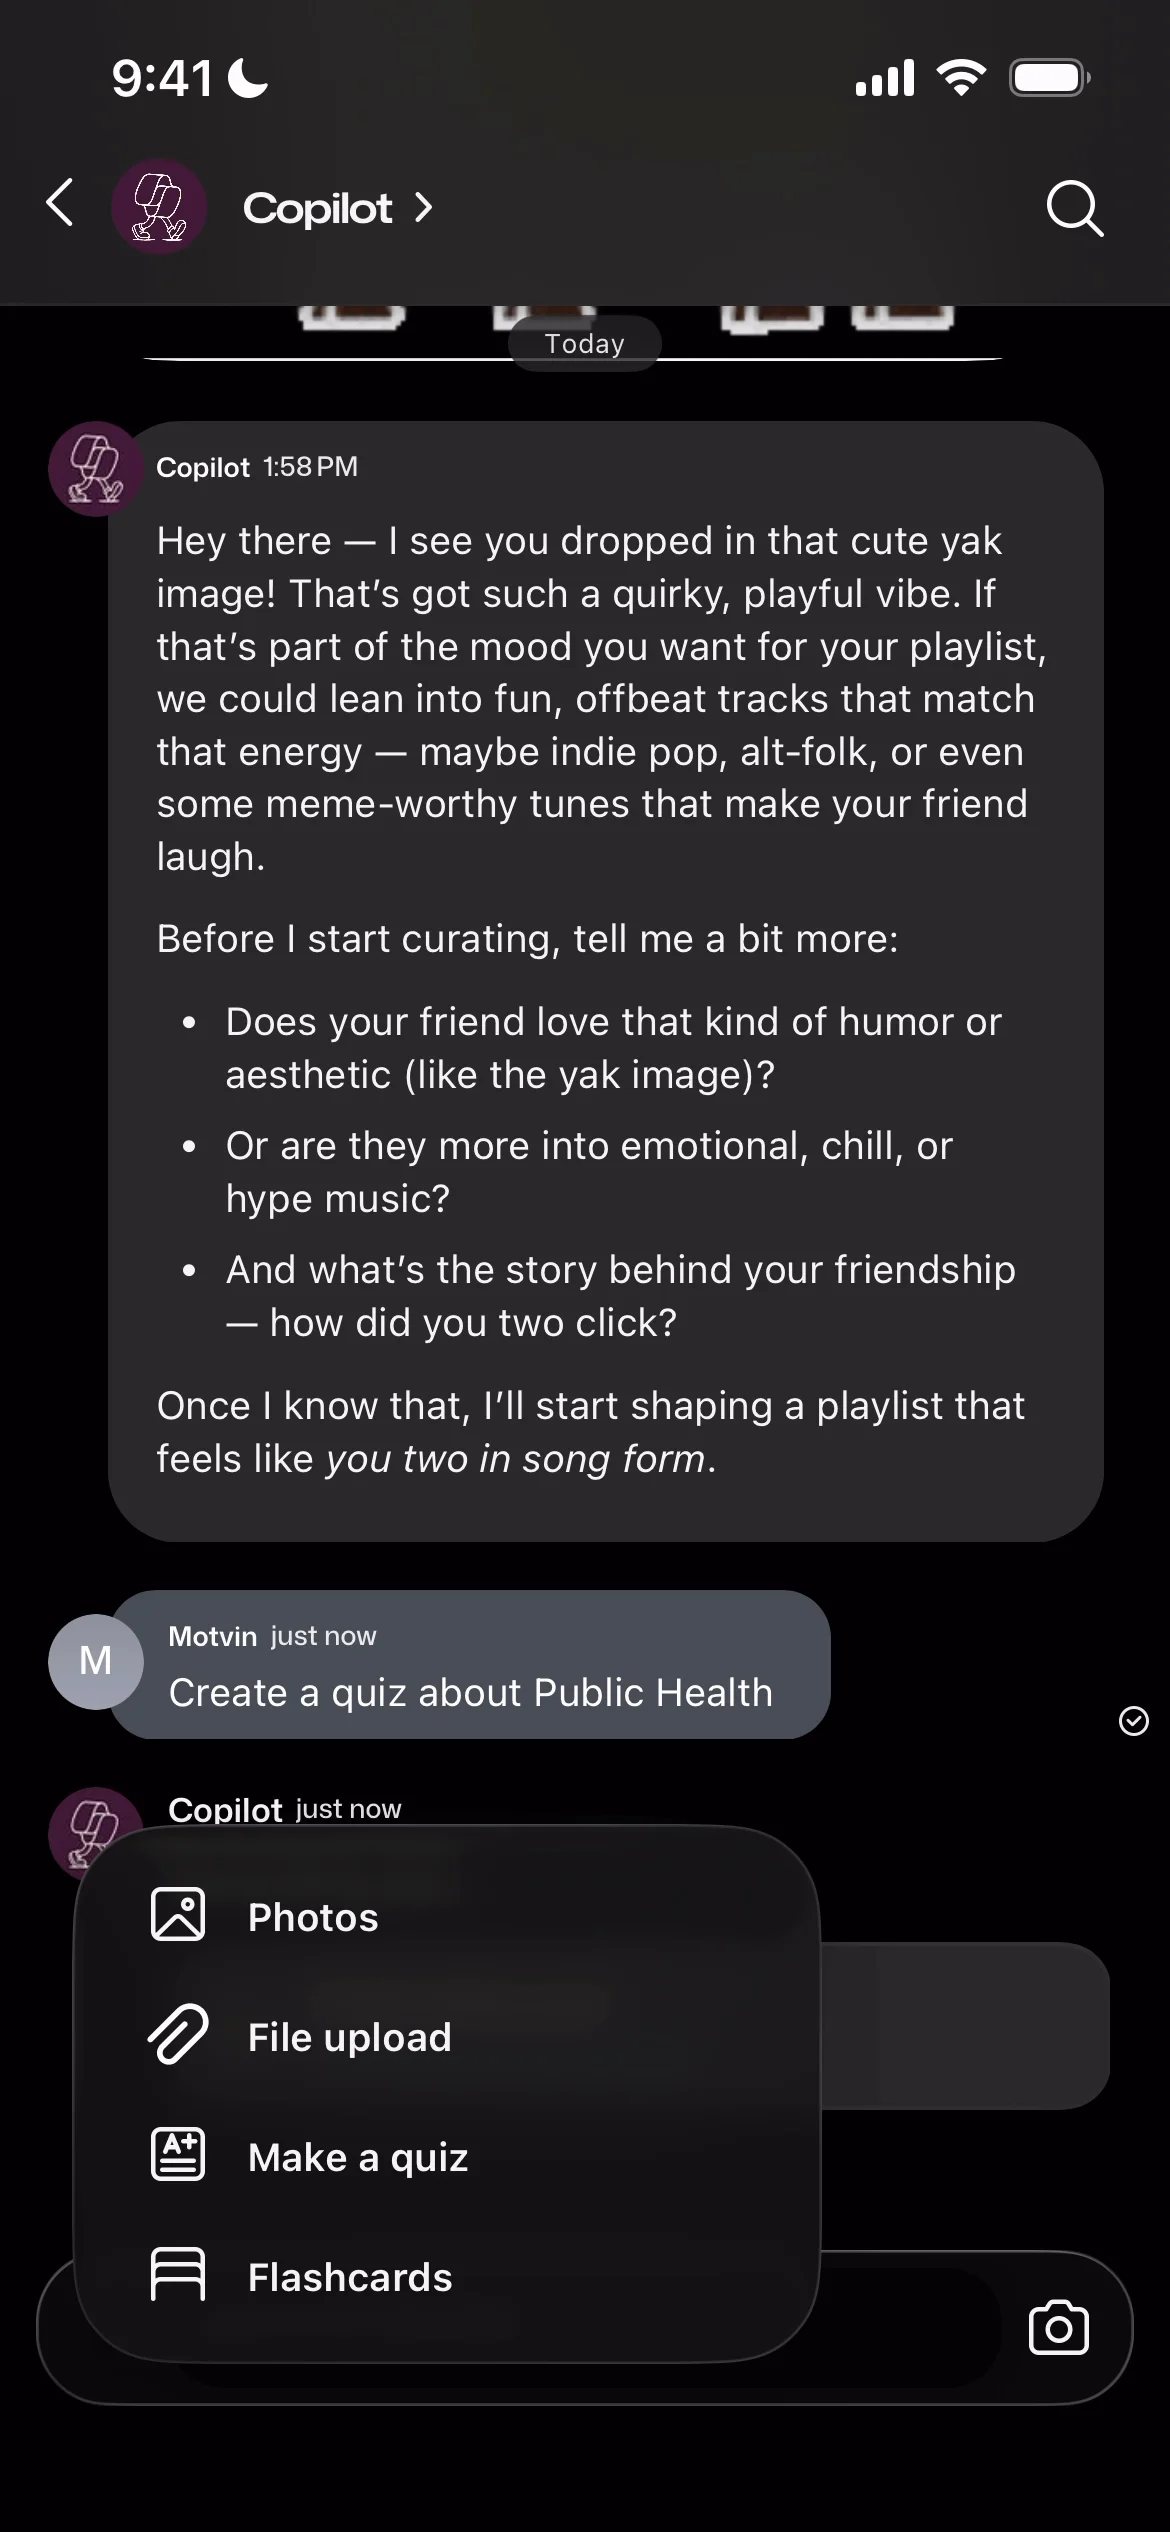 9:41
Copilot
Today
Copilot 1:58 PM
Hey there — I see you dropped in that cute yak
image! That’s got such a quirky, playful vibe. If
that’s part of the mood you want for your playlist,
we could lean into fun, offbeat tracks that match
that energy — maybe indie pop, alt-folk, or even
some meme-worthy tunes that make your friend
laugh.
Before I start curating, tell me a bit more:
• Does your friend love that kind of humor or
aesthetic (like the yak image)?
• Or are they more into emotional, chill, or
hype music?
• And what’s the story behind your friendship
— how did you two click?
Once I know that, I’ll start shaping a playlist that
feels like you two in song form.
M
Motvin just now
Create a quiz about Public Health
Copilot just now
Photos
File upload
A+
Make a quiz
Flashcards